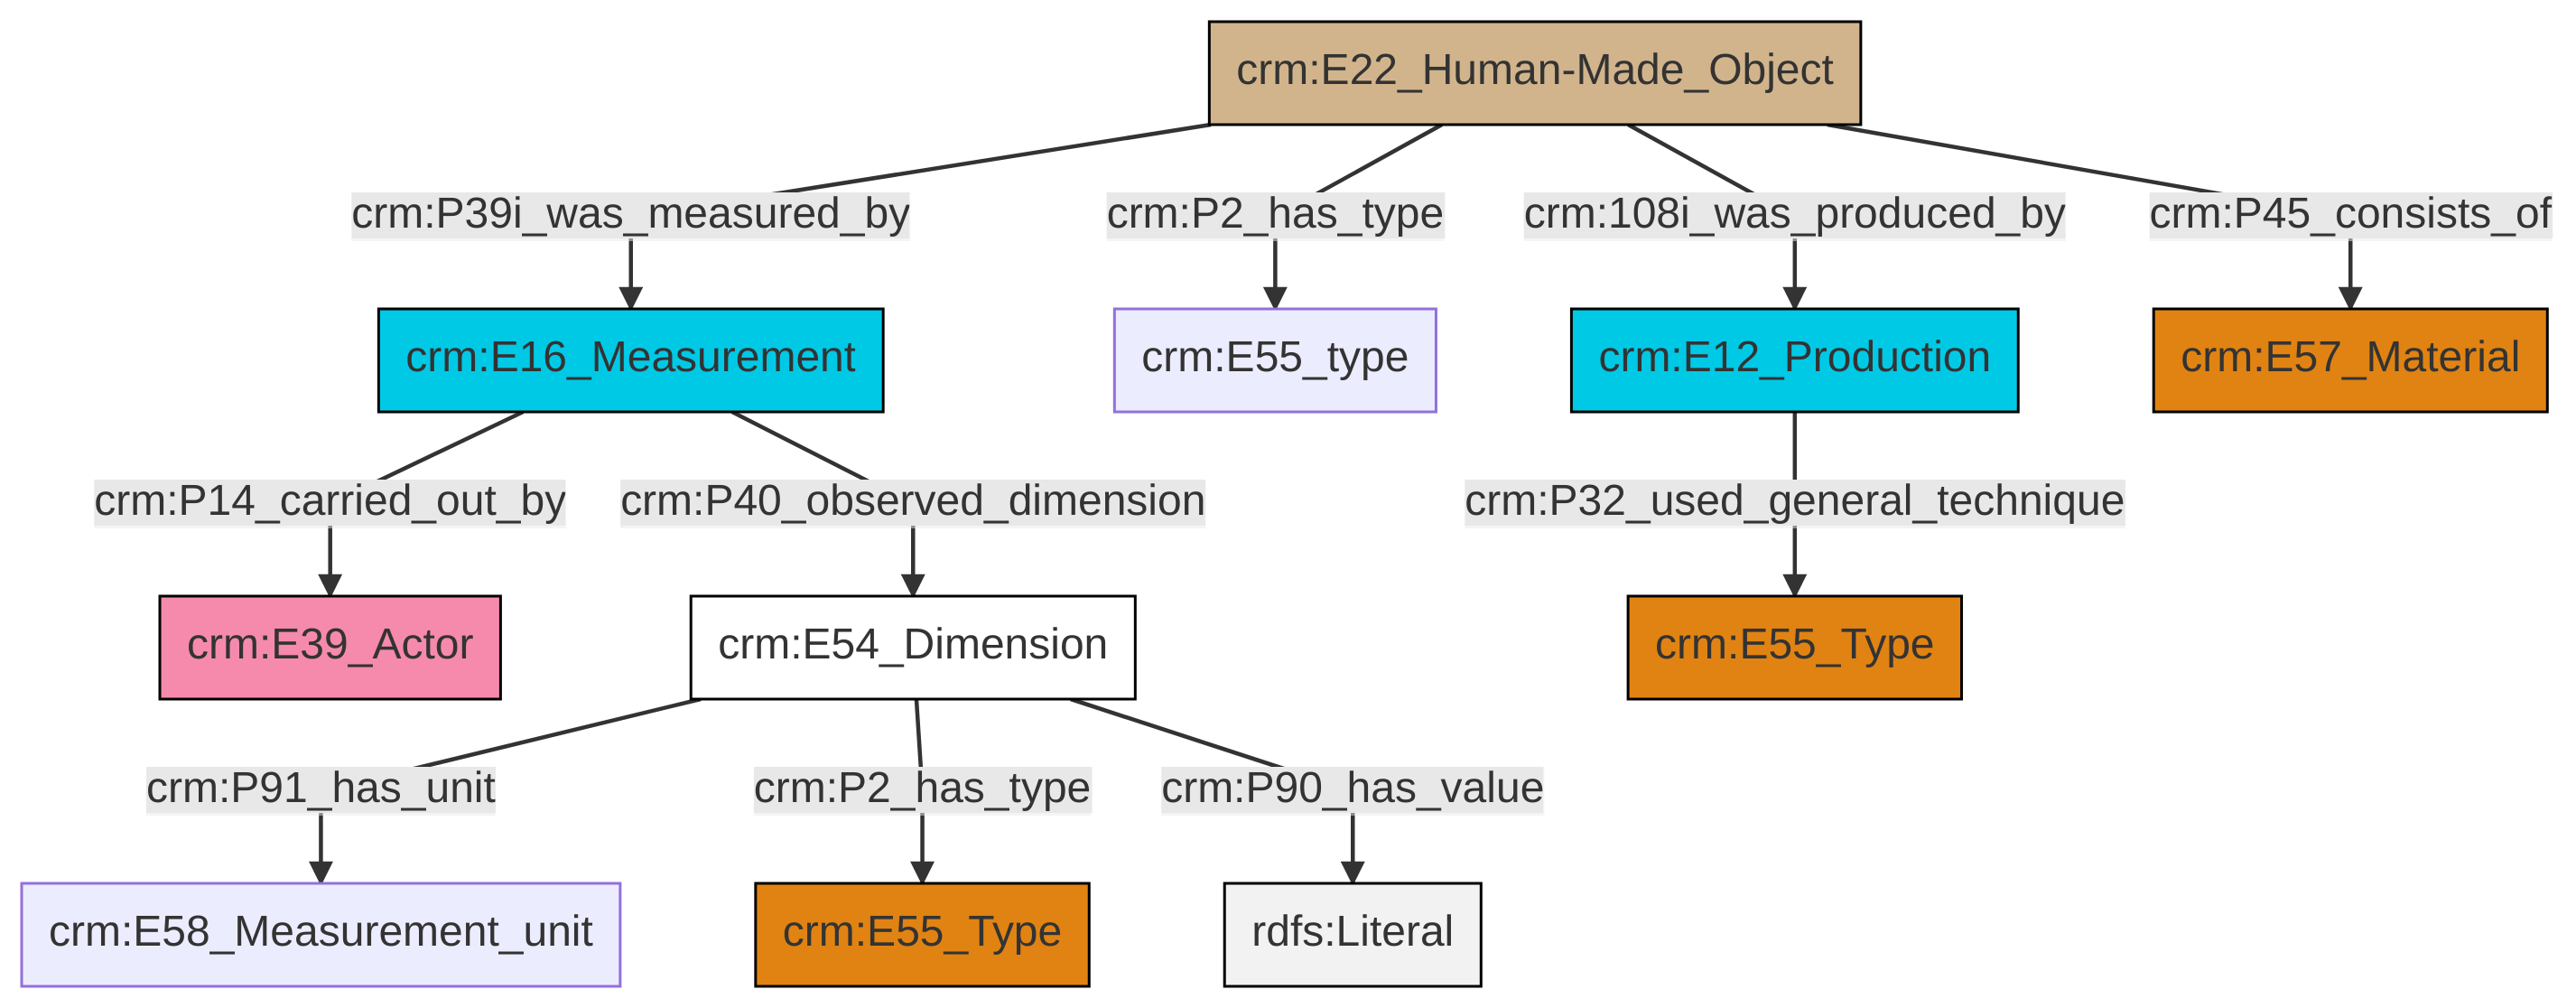 crm:E22_Human-Made_Object
crm:P39i_was_measured_by
crm:P2_has_type
crm:108i_was_produced_by
crm:P45_consists_of
crm:E16_Measurement
crm:E55_type
crm:E12_Production
crm:E57_Material
crm:P14_carried_out_by
crm:P40_observed_dimension
crm:P32_used_general_technique
crm:E39_Actor
crm:E54_Dimension
crm:E55_Type
crm:P91_has_unit
crm:P2_has_type
crm:P90_has_value
crm:E58_Measurement_unit
crm:E55_Type
rdfs:Literal